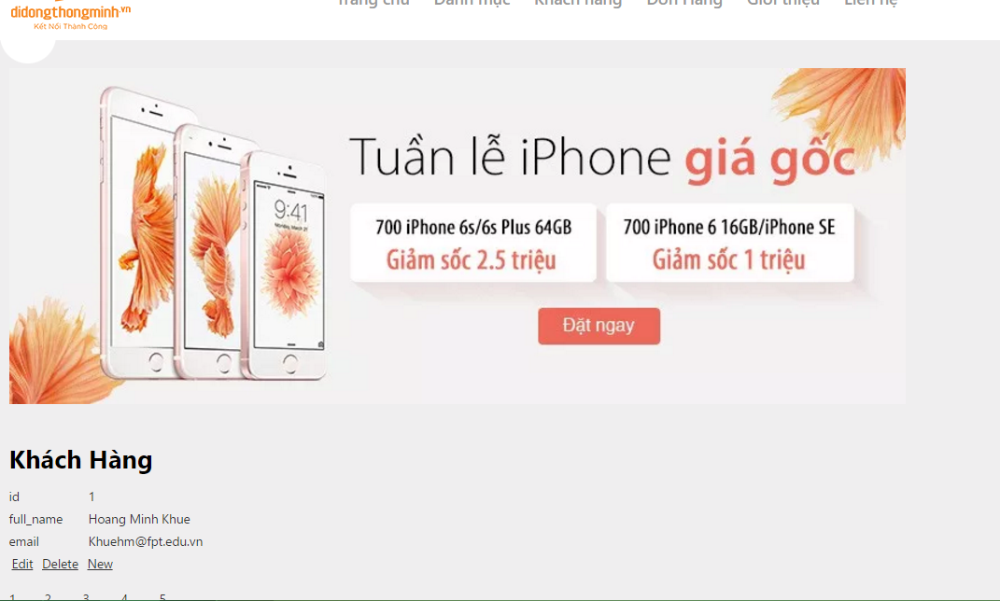 didongthongminh.vn
Kết Nối Thành Công
Trang chủ Danh mục Khách hàng Đơn Hàng Giới thiệu Liên hệ
Tuần lễ iPhone giá gốc
9:41
700 iPhone 6s/6s Plus 64GB
Giảm sốc 2.5 triệu
700 iPhone 6 16GB/iPhone SE
Giảm sốc 1 triệu
Đặt ngay
Khách Hàng
id 1
full_name Hoang Minh Khue
email Khuehm@fpt.edu.vn
Edit Delete New
1 2 3 4 5